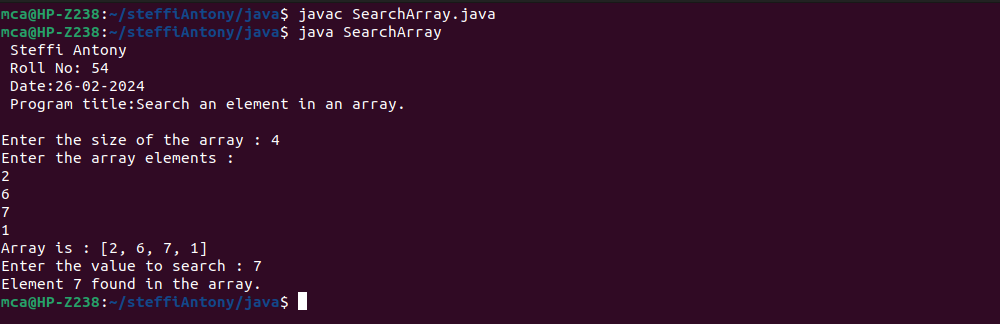 mca@HP-Z238:~/steffiAntony/java$ javac SearchArray.java
mca@HP-Z238:~/steffiAntony/java$ java SearchArray
Steffi Antony
Roll No: 54
Date:26-02-2024
Program title:Search an element in an array.
Enter the size of the array : 4
Enter the array elements :
2
6
7
1
Array is : [2, 6, 7, 1]
Enter the value to search : 7
Element 7 found in the array.
mca@HP-Z238:~/steffiAntony/java$